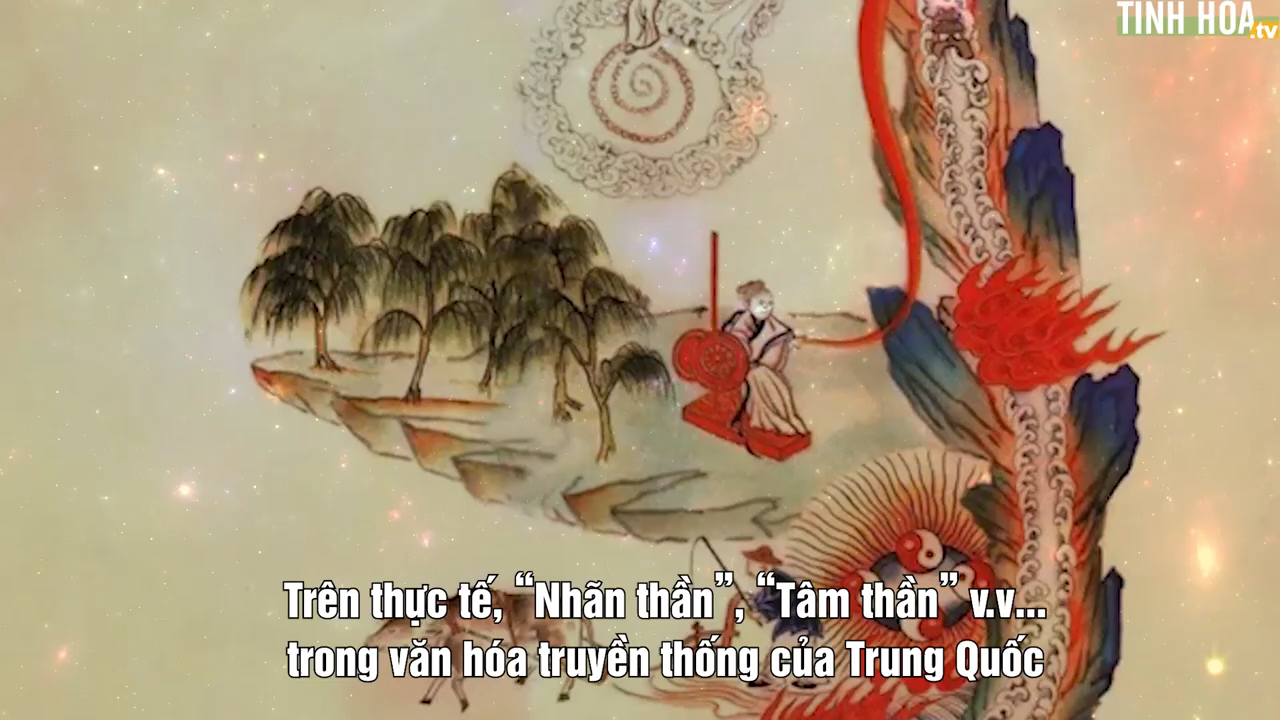 TINH HOA
.tv
Trên thực tế, “Nhãn thần”, “Tâm thần” v.v...
trong văn hóa truyền thống của Trung Quốc